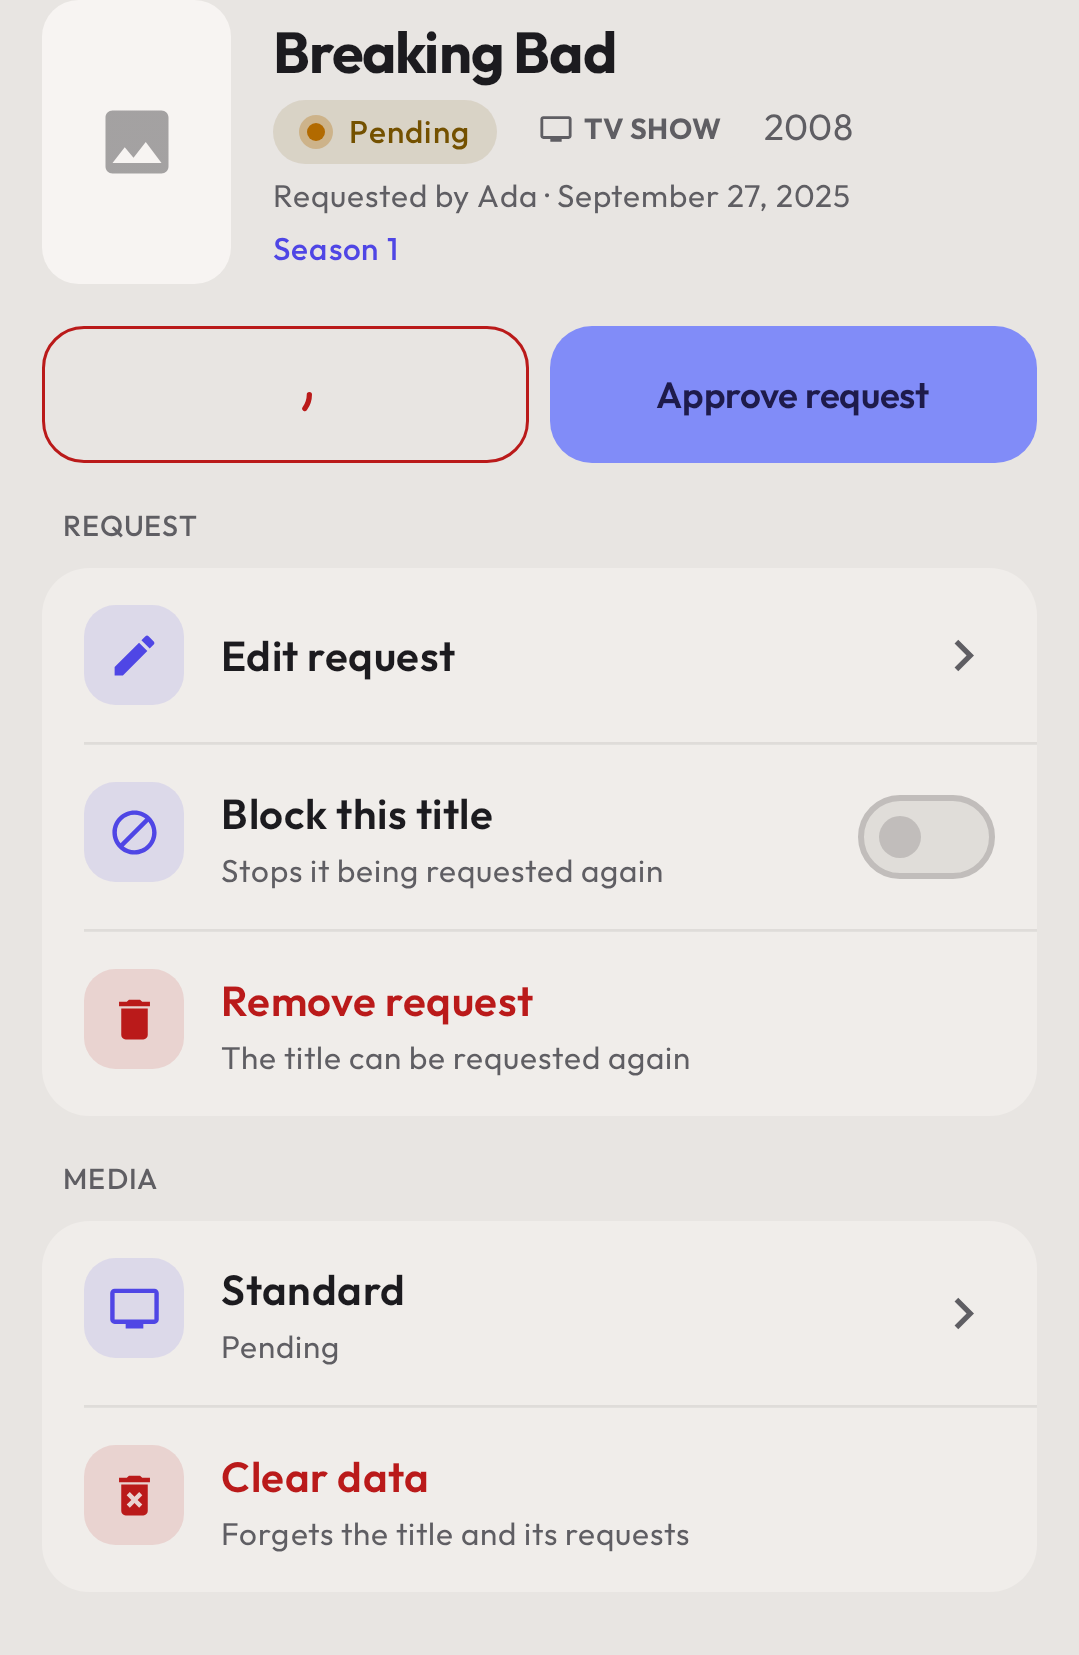 Breaking Bad
Pending
TV SHOW
2008
Requested by Ada · September 27, 2025
Season 1
Approve request
REQUEST
Edit request
Block this title
Stops it being requested again
Remove request
The title can be requested again
MEDIA
Standard
Pending
Clear data
Forgets the title and its requests